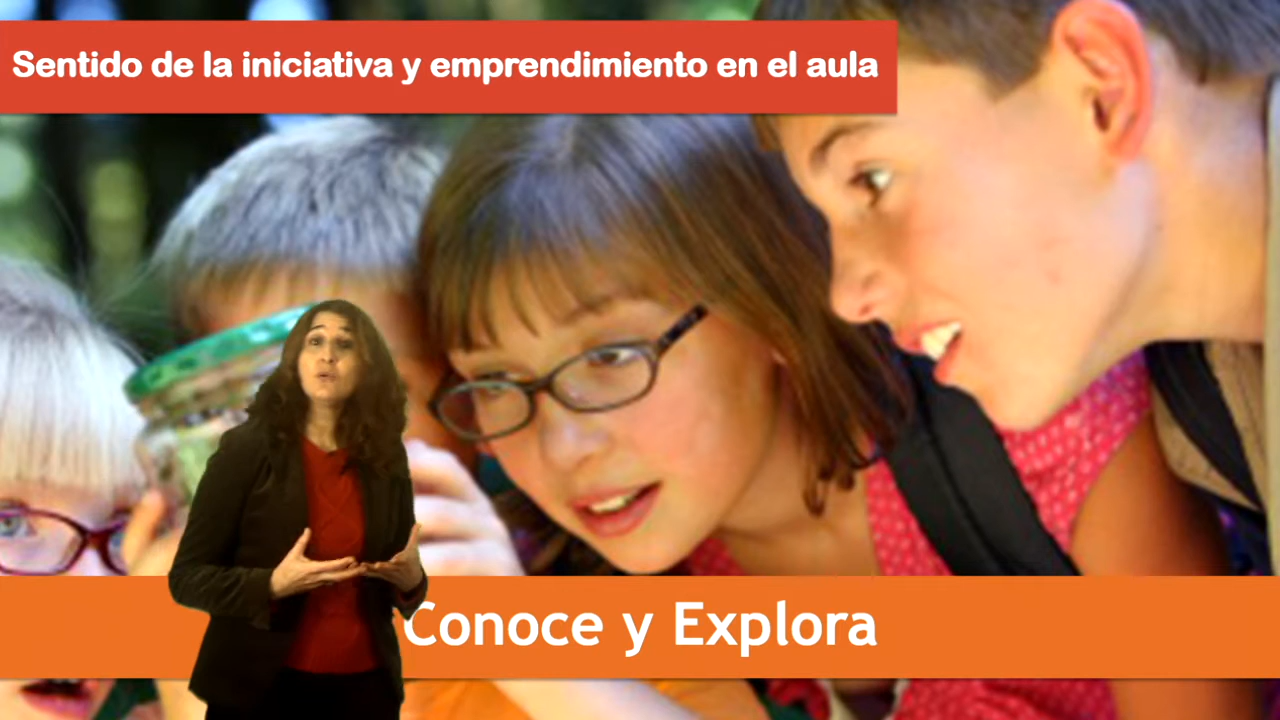 Sentido de la iniciativa y emprendimiento en el aula
Conoce y Explora